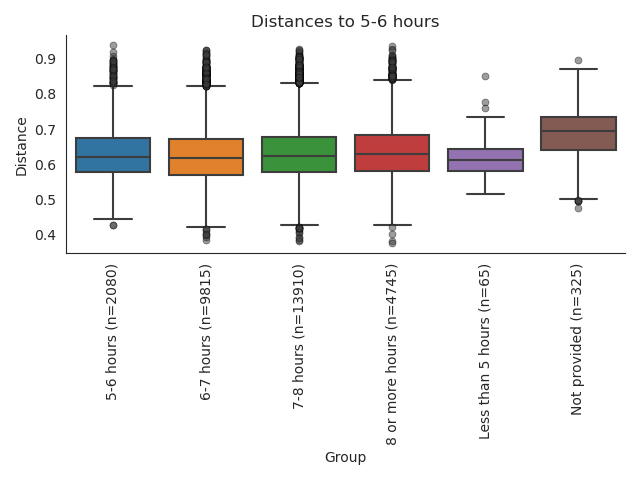 Distances to 5-6 hours
Distance
0.9
0.8
0.7
0.6
0.5
0.4
5-6 hours (n=2080)
6-7 hours (n=9815)
7-8 hours (n=13910)
8 or more hours (n=4745)
Less than 5 hours (n=65)
Not provided (n=325)
Group